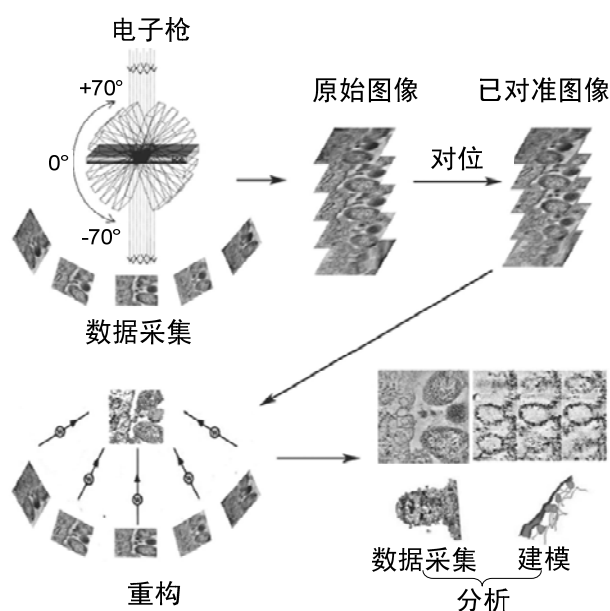 电子枪
+70°
0°
-70°
数据采集
原始图像
对位
已对准图像
重构
数据采集
建模
分析